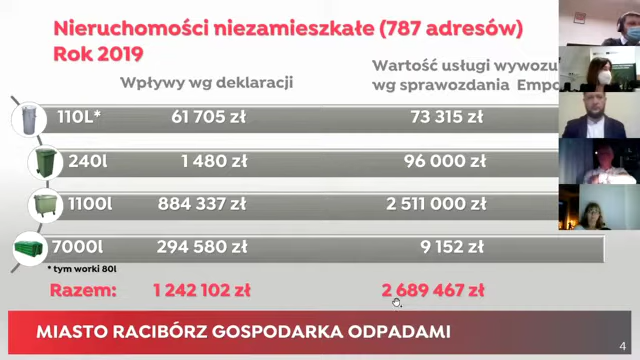 Nieruchomości niezamieszkałe (787 adresów)
Rok 2019
Wpływy wg deklaracji
Wartość usługi wywozu
wg sprawozdania Empo
110L* 61 705 zł 73 315 zł
240l 1 480 zł 96 000 zł
1100l 884 337 zł 2 511 000 zł
7000l 294 580 zł 9 152 zł
* tym worki 80l
Razem: 1 242 102 zł 2 689 467 zł
MIASTO RACIBÓRZ GOSPODARKA ODPADAMI
4